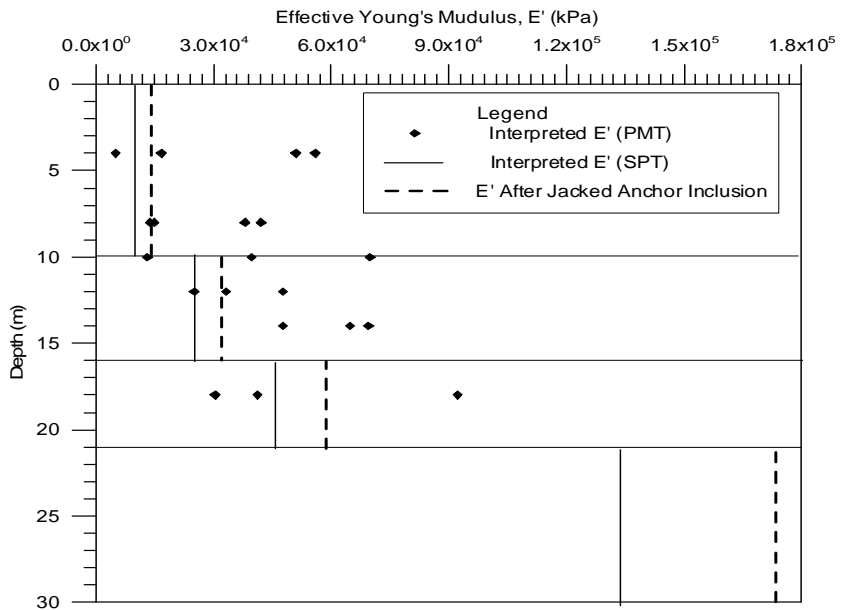 Effective Young's Mudulus, E' (kPa)
0.0x10⁰ 3.0x10⁴ 6.0x10⁴ 9.0x10⁴ 1.2x10⁵ 1.5x10⁵ 1.8x10⁵
Legend
Interpreted E' (PMT)
Interpreted E' (SPT)
E' After Jacked Anchor Inclusion
Depth (m)
0
5
10
15
20
25
30